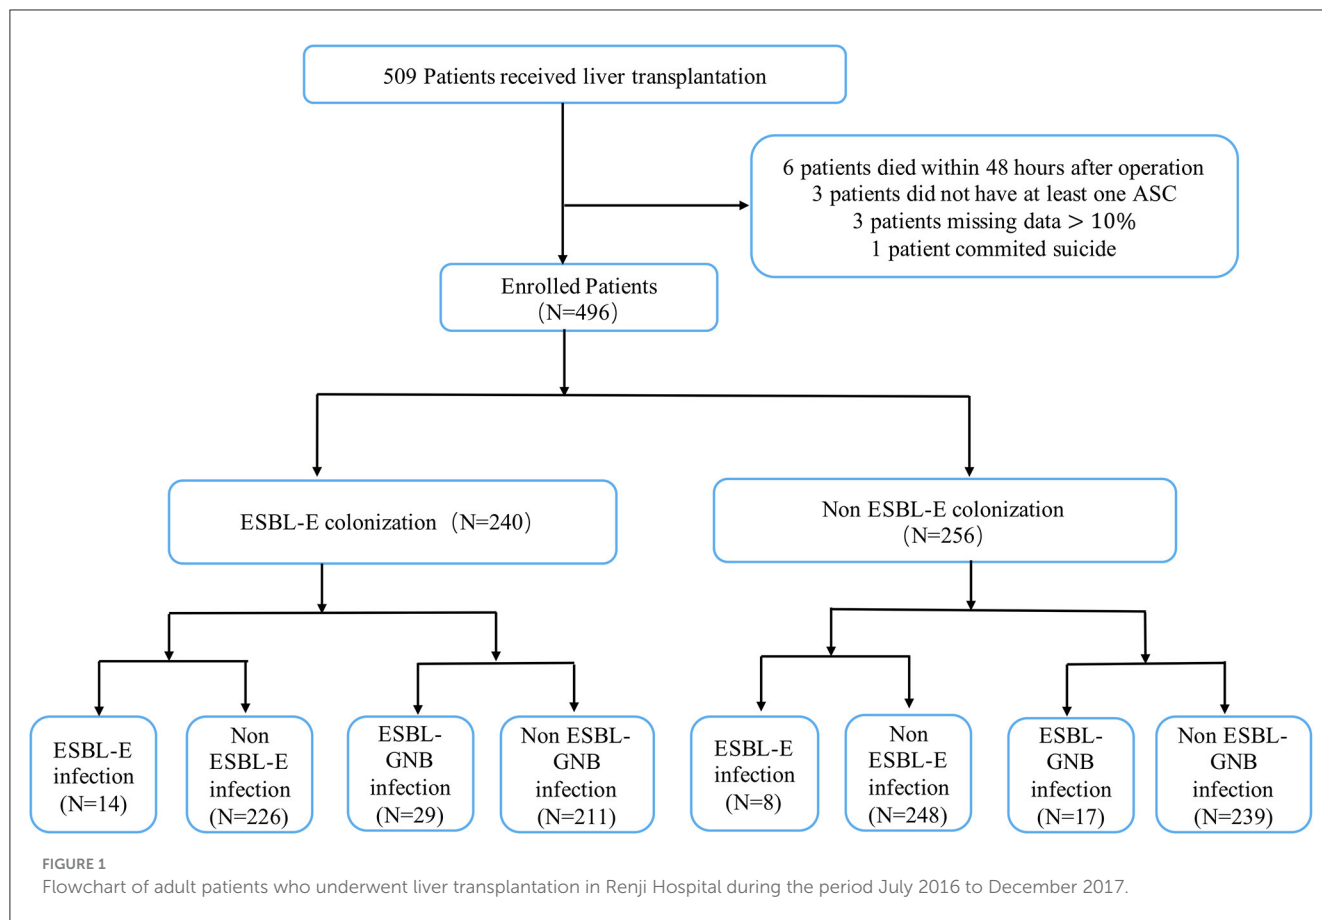 509 Patients received liver transplantation
6 patients died within 48 hours after operation
3 patients did not have at least one ASC
3 patients missing data > 10%
1 patient commited suicide
Enrolled Patients
（N=496）
ESBL-E colonization（N=240）
Non ESBL-E colonization
（N=256）
ESBL-E
infection
(N=14)
Non
ESBL-E
infection
(N=226)
ESBL-
GNB
infection
(N=29)
Non ESBL-
GNB
infection
(N=211)
ESBL-E
infection
(N=8)
Non
ESBL-E
infection
(N=248)
ESBL-
GNB
infection
(N=17)
Non ESBL-
GNB
infection
(N=239)
FIGURE 1
Flowchart of adult patients who underwent liver transplantation in Renji Hospital during the period July 2016 to December 2017.